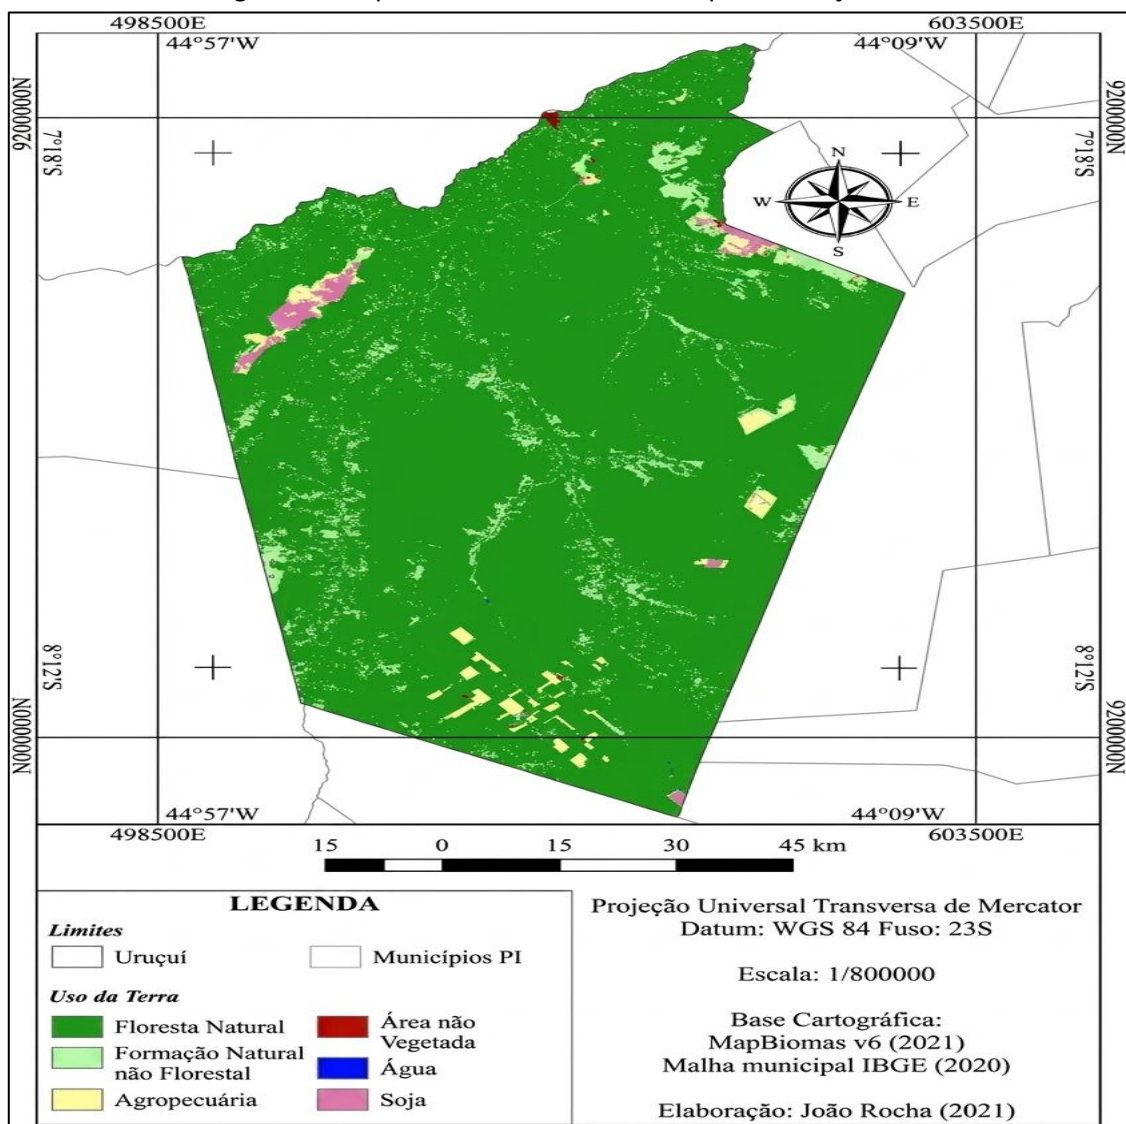 498500E
603500E
44°57'W
44°09'W
9200000N
9200000N
7°18'S
7°18'S
N
W
E
S
8°12'S
8°12'S
N000000N
9200000N
44°57'W
44°09'W
498500E
603500E
15 0 15 30 45 km
LEGENDA
Limites
Uruçuí
Municípios PI
Uso da Terra
Floresta Natural
Formação Natural
não Florestal
Agropecuária
Área não
Vegetada
Água
Soja
Projeção Universal Transversa de Mercator
Datum: WGS 84 Fuso: 23S
Escala: 1/800000
Base Cartográfica:
MapBiomas v6 (2021)
Malha municipal IBGE (2020)
Elaboração: João Rocha (2021)